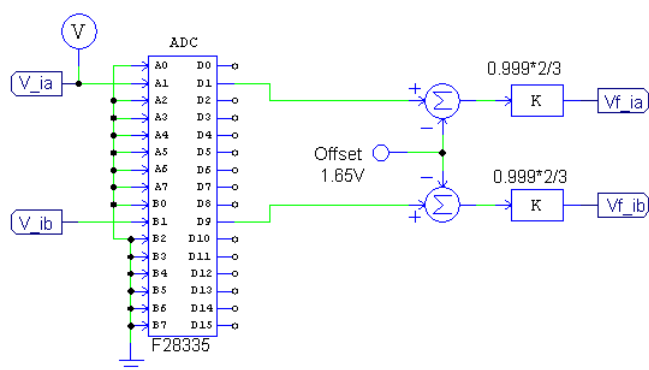 V
ADC
V_ia
A0 D0
A1 D1
A2 D2
A3 D3
A4 D4
A5 D5
A6 D6
A7 D7
B0 D8
V_ib
B1 D9
B2 D10
B3 D11
B4 D12
B5 D13
B6 D14
B7 D15
F28335
+
Σ
−
0.999*2/3
K
Vf_ia
Offset
1.65V
−
Σ
+
0.999*2/3
K
Vf_ib